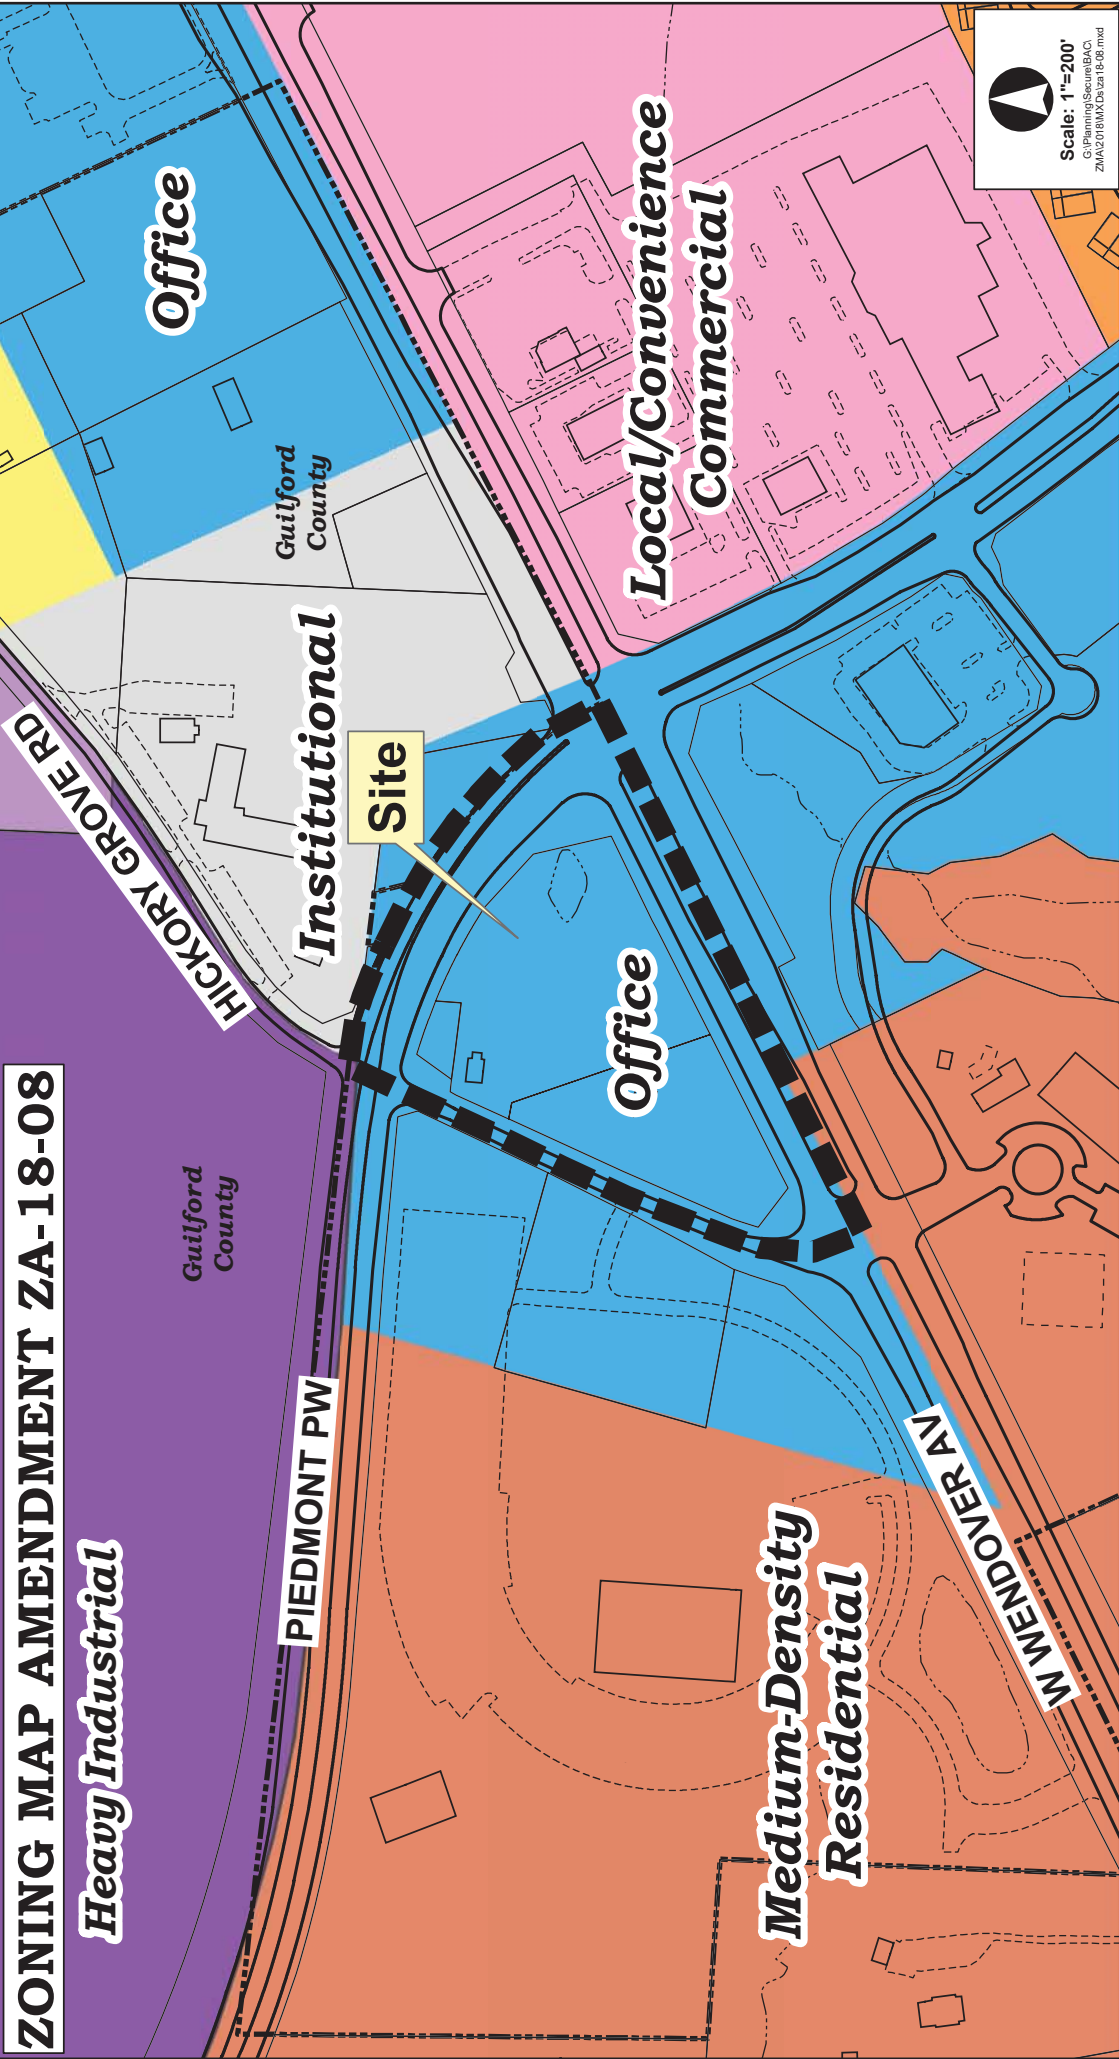 ZONING MAP AMENDMENT ZA-18-08
Heavy Industrial
Guilford
County
HICKORY GROVE RD
PIEDMONT PW
Institutional
Guilford
County
Office
Site
Office
Local/Convenience
Commercial
Medium-Density
Residential
W WENDOVER AV
Scale: 1"=200'
G:\Planning\Secure\BAC\
ZMA\2018\MXDs\za18-08.mxd